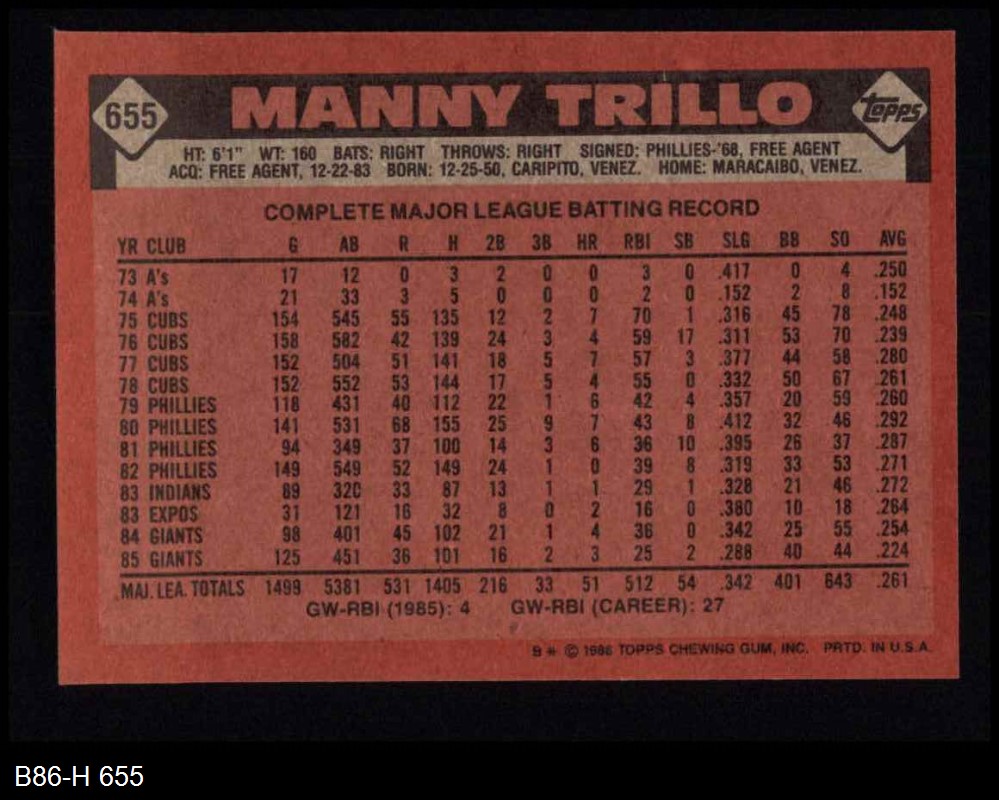 655 MANNY TRILLO topps
HT: 6'1" WT: 160 BATS: RIGHT THROWS: RIGHT SIGNED: PHILLIES-'68, FREE AGENT
ACQ: FREE AGENT, 12-22-83 BORN: 12-25-50, CARIPITO, VENEZ. HOME: MARACAIBO, VENEZ.
COMPLETE MAJOR LEAGUE BATTING RECORD
YR CLUB G AB R H 2B 3B HR RBI SB SLG BB SO AVG
73 A's 17 12 0 3 2 0 0 3 0 .417 0 4 .250
74 A's 21 33 3 5 0 0 0 2 0 .152 2 8 .152
75 CUBS 154 545 55 135 12 2 7 70 1 .316 45 78 .248
76 CUBS 158 582 42 139 24 3 4 59 17 .311 53 70 .239
77 CUBS 152 504 51 141 18 5 7 57 3 .377 44 58 .280
78 CUBS 152 552 53 144 17 5 4 55 0 .332 50 67 .261
79 PHILLIES 118 431 40 112 22 1 6 42 4 .357 20 59 .260
80 PHILLIES 141 531 68 155 25 9 7 43 8 .412 32 46 .292
81 PHILLIES 94 349 37 100 14 3 6 36 10 .395 26 37 .287
82 PHILLIES 149 549 52 149 24 1 0 39 8 .319 33 53 .271
83 INDIANS 89 320 33 87 13 1 1 29 1 .328 21 46 .272
83 EXPOS 31 121 16 32 8 0 2 16 0 .380 10 18 .264
84 GIANTS 98 401 45 102 21 1 4 36 0 .342 25 55 .254
85 GIANTS 125 451 36 101 16 2 3 25 2 .288 40 44 .224
MAJ. LEA. TOTALS 1499 5381 531 1405 216 33 51 512 54 .342 401 643 .261
GW-RBI (1985): 4 GW-RBI (CAREER): 27
B * © 1986 TOPPS CHEWING GUM, INC. PRTD. IN U.S.A.
B86-H 655